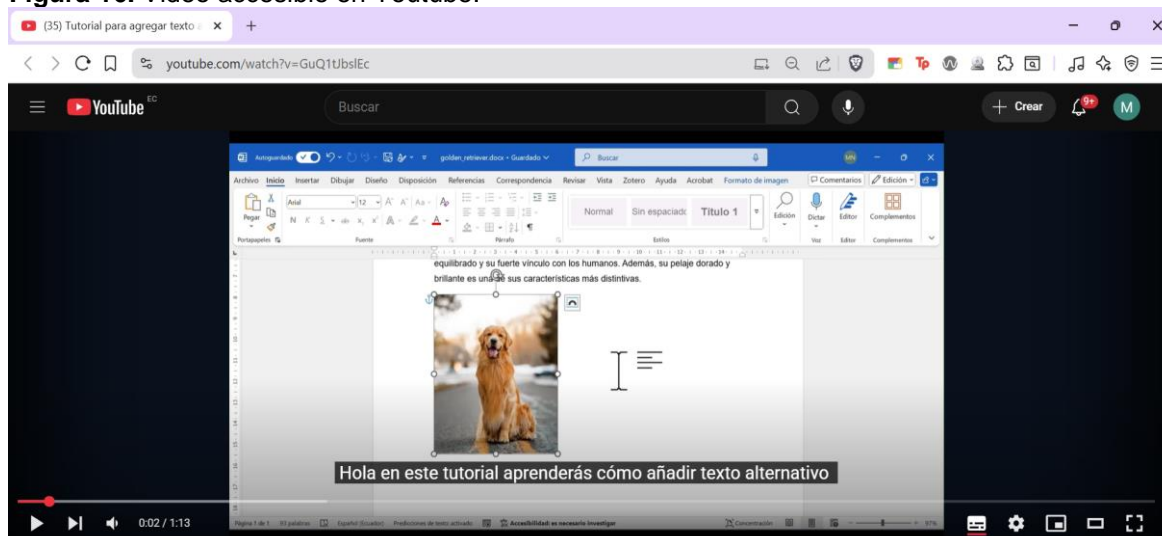 Figura 16. Video accesible en Youtube.
(35) Tutorial para agregar texto a
youtube.com/watch?v=GuQ1tJbslEc
YouTube EC
Buscar
Crear
9+
M
Autoguardado
golden_retriever.docx • Guardado
Buscar
MN
Archivo Inicio Insertar Dibujar Diseño Disposición Referencias Correspondencia Revisar Vista Zotero Ayuda Acrobat Formato de imagen
Comentarios
Edición
Pegar
Arial
12
N K S
Normal
Sin espaciado
Título 1
Edición
Dictar
Editor
Complementos
Portapapeles
Fuente
Párrafo
Estilos
Voz
Editor
Complementos
equilibrado y su fuerte vínculo con los humanos. Además, su pelaje dorado y
brillante es una de sus características más distintivas.
Hola en este tutorial aprenderás cómo añadir texto alternativo
0:02 / 1:13
Página 1 de 1
93 palabras
Español (Ecuador)
Predicciones de texto: activado
Accesibilidad: es necesario investigar
Concentración
87%